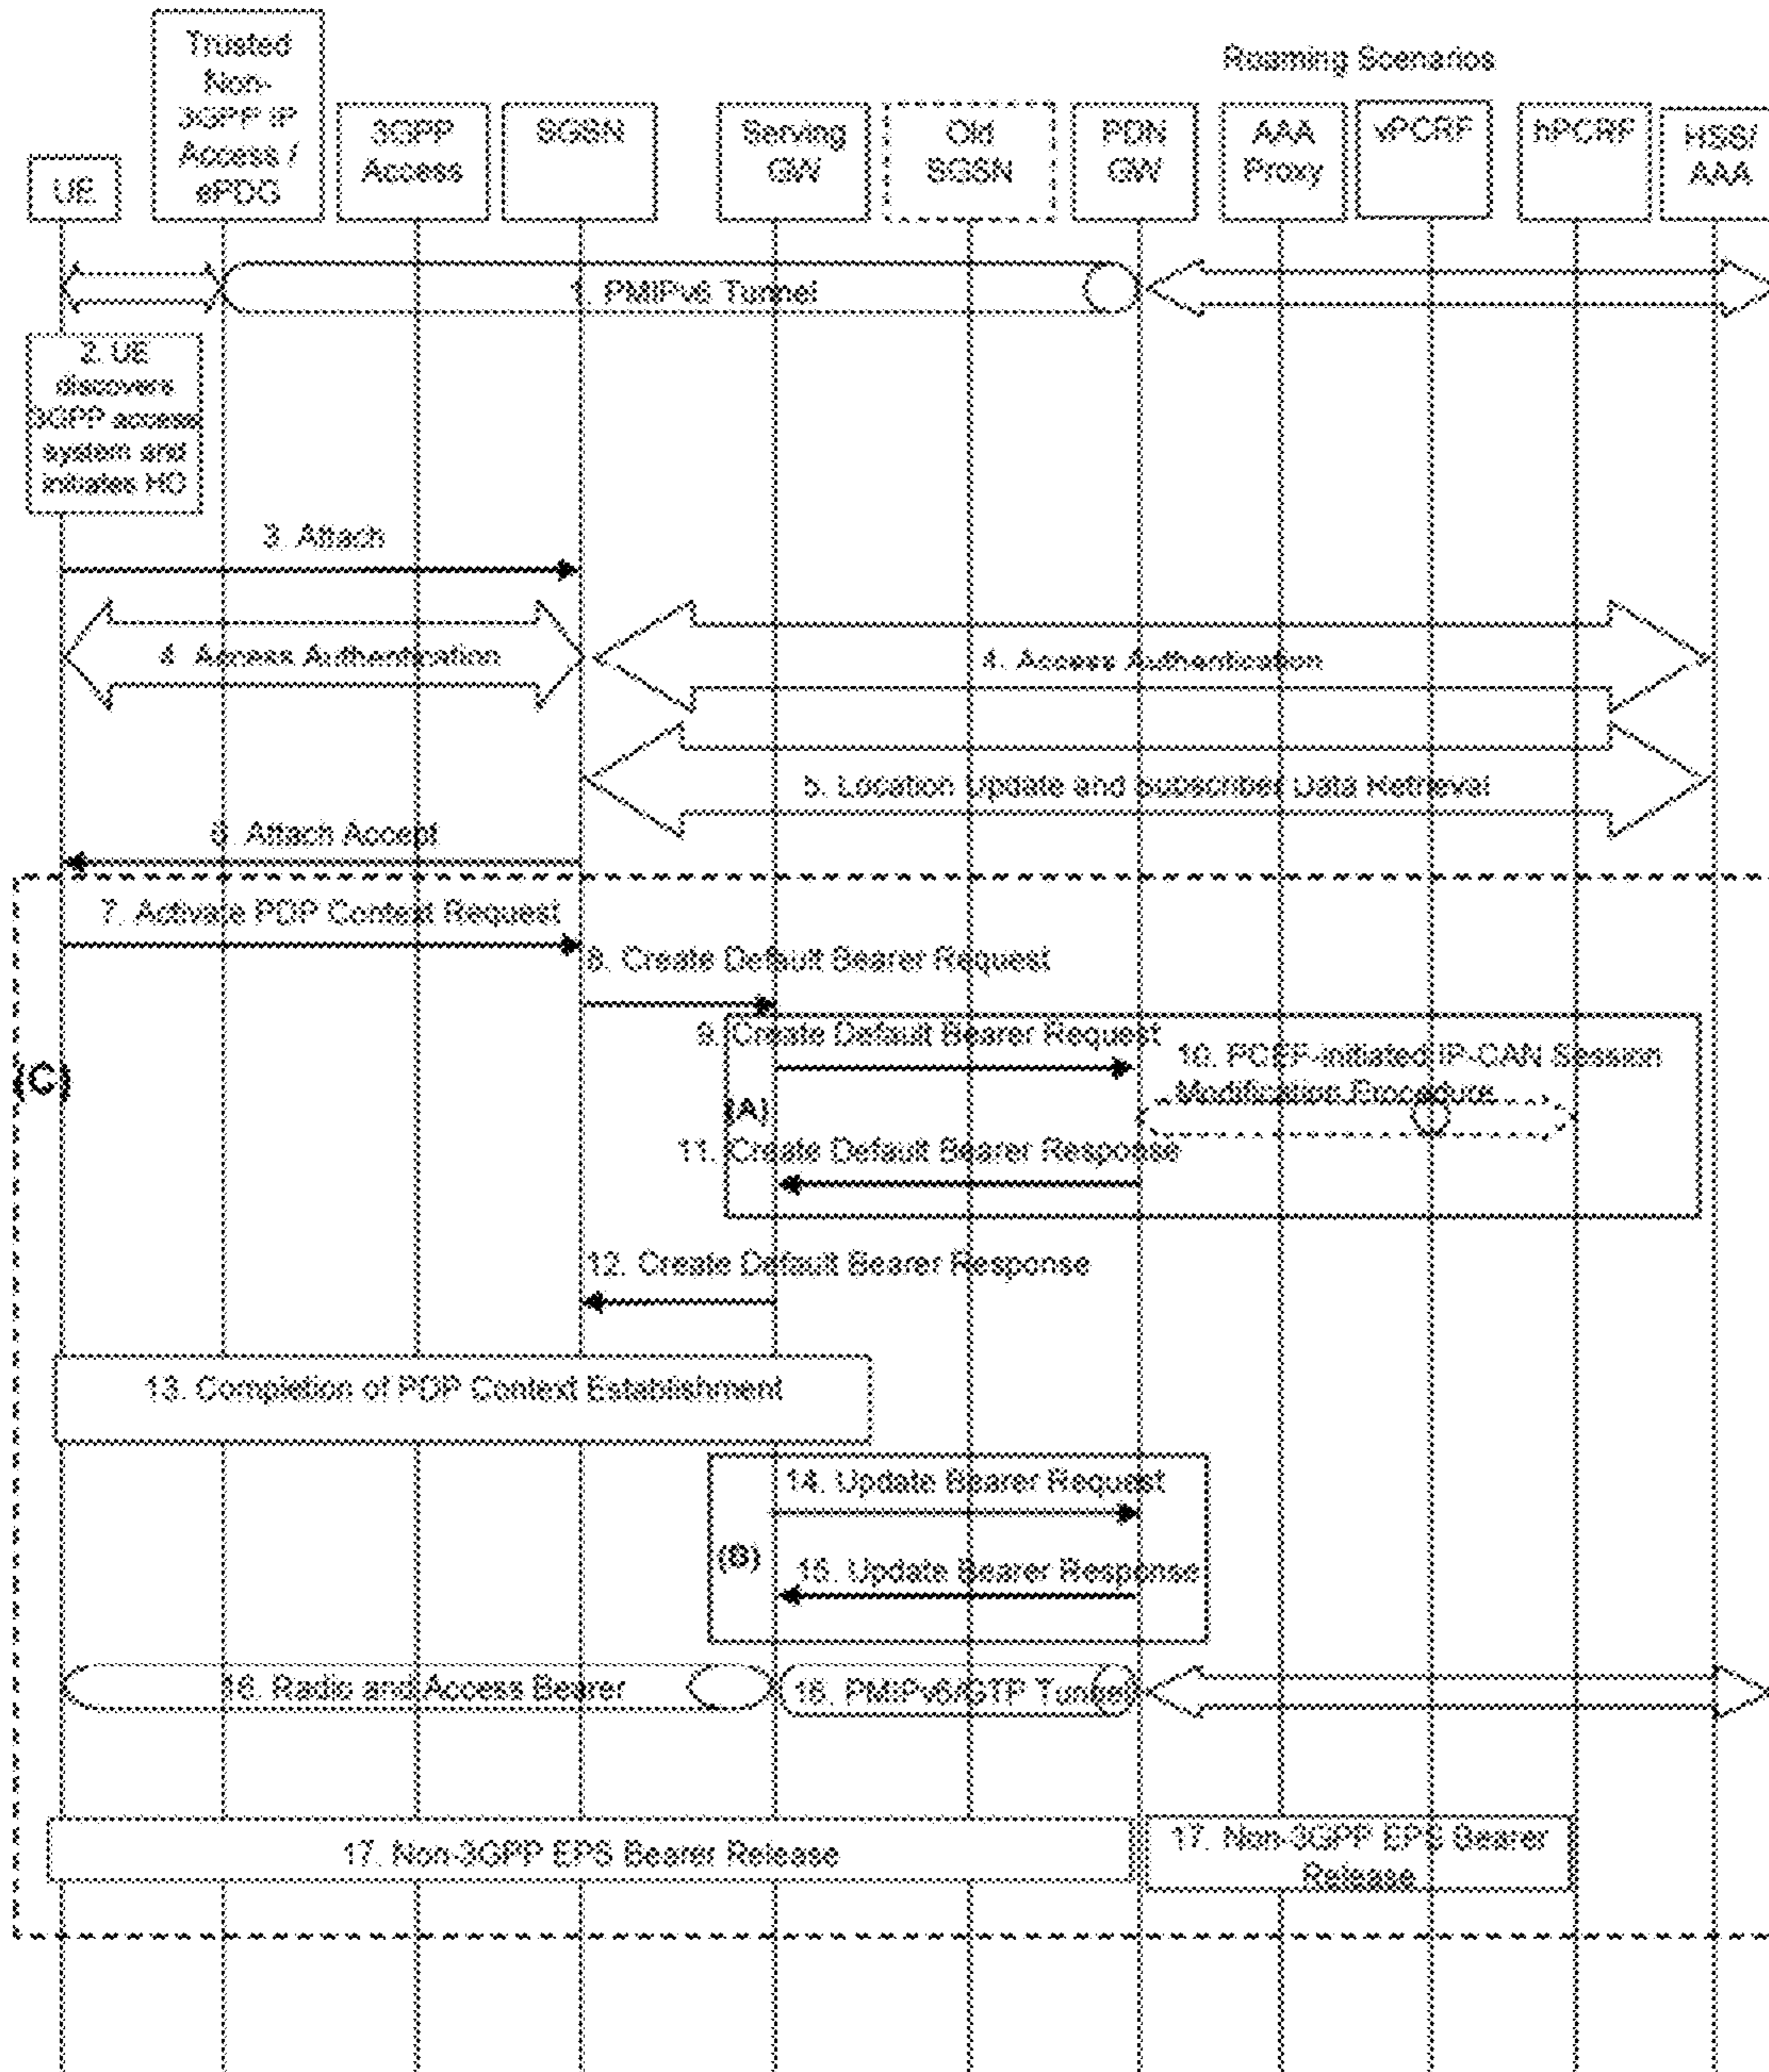 Roaming Scenarios
UE
Trusted
Non-
3GPP IP
Access /
ePDG
3GPP
Access
SGSN
Serving
GW
Old
SGSN
PDN
GW
AAA
Proxy
vPCRF
hPCRF
HSS/
AAA
1. PMIPv6 Tunnel
2. UE
discovers
3GPP access
system and
initiates HO
3. Attach
4. Access Authentication
4. Access Authentication
5. Location Update and Subscriber Data Retrieval
6. Attach Accept
7. Activate PDP Context Request
8. Create Default Bearer Request
9. Create Default Bearer Request
10. PCEF-initiated IP-CAN Session
Modification Procedure
(C)
(A)
11. Create Default Bearer Response
12. Create Default Bearer Response
13. Completion of PDP Context Establishment
14. Update Bearer Request
(B)
15. Update Bearer Response
16. Radio and Access Bearer
16. PMIPv6/GTP Tunnel
17. Non-3GPP EPS Bearer Release
17. Non-3GPP EPS Bearer
Release